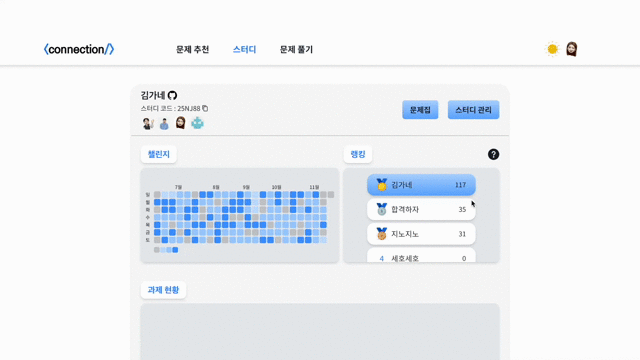 <connection/>
문제 추천
스터디
문제 풀기
김가네
스터디 코드 : 25NJ88
문제집
스터디 관리
챌린지
랭킹
?
7월 8월 9월 10월 11월
일
월
화
수
목
금
토
김가네 117
합격하자 35
지노지노 31
4 세호세호 0
과제 현황